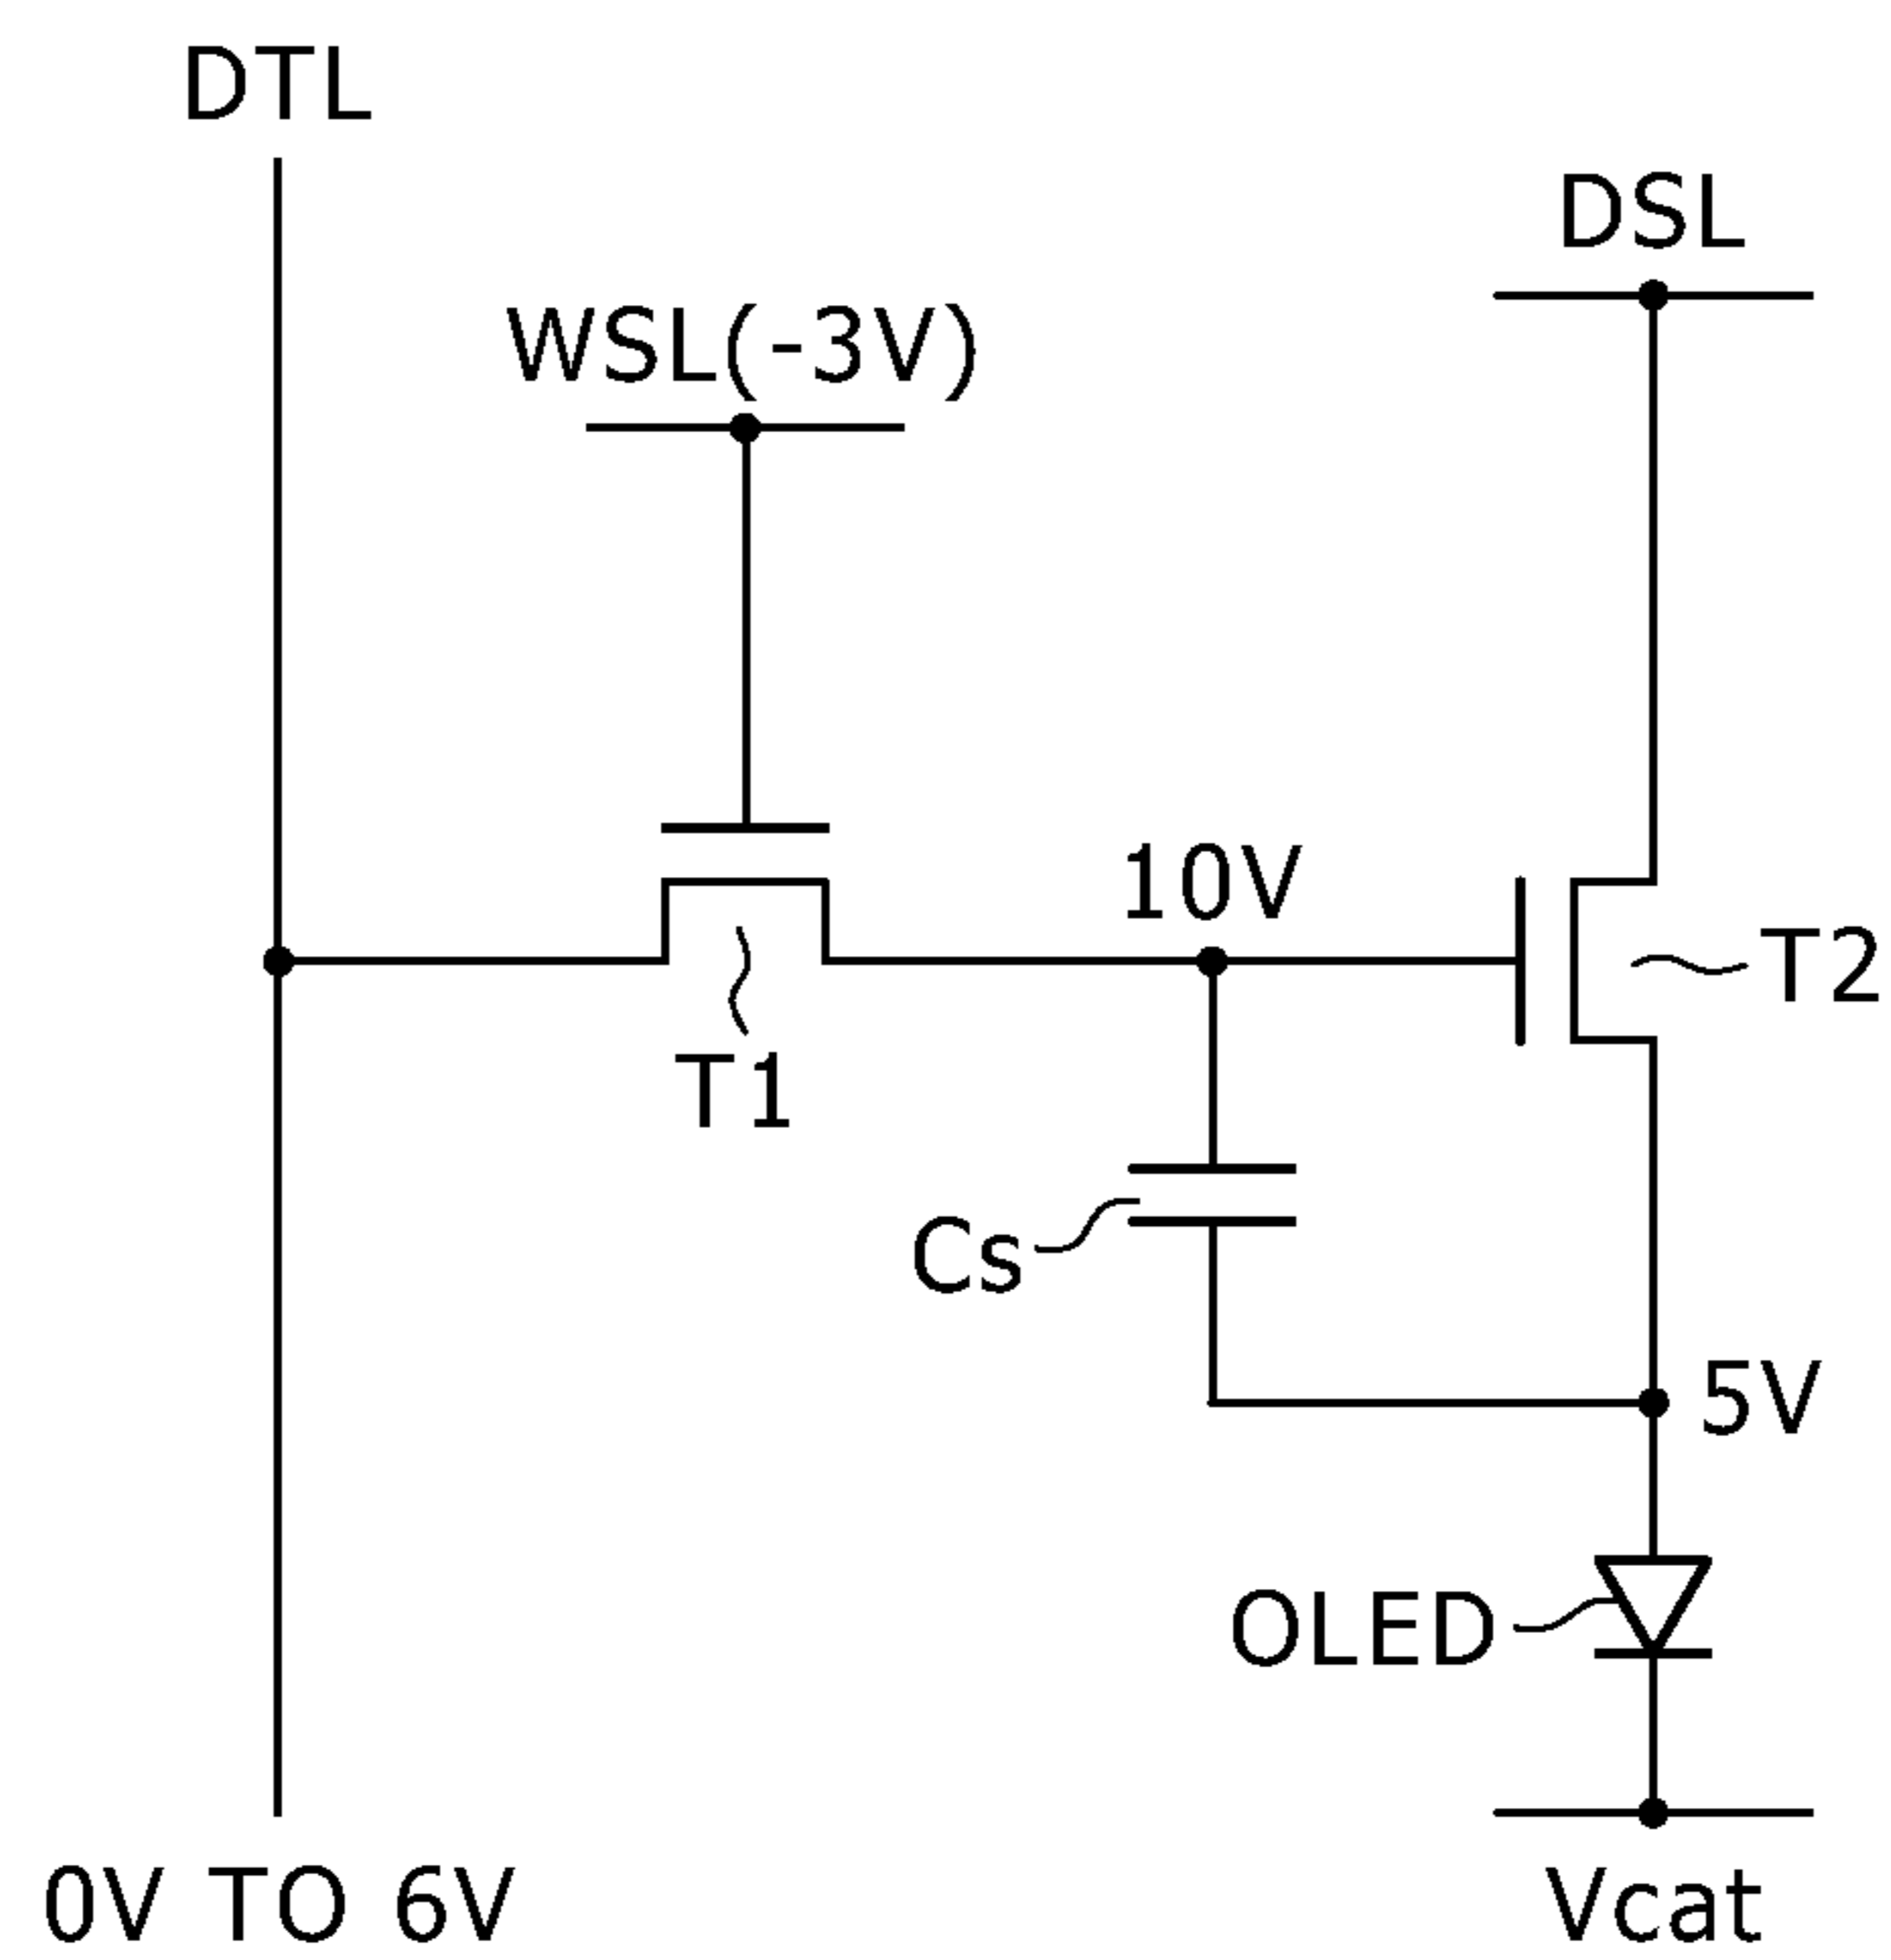 DTL
DSL
WSL(-3V)
10V
T2
T1
Cs
5V
OLED
0V TO 6V
Vcat